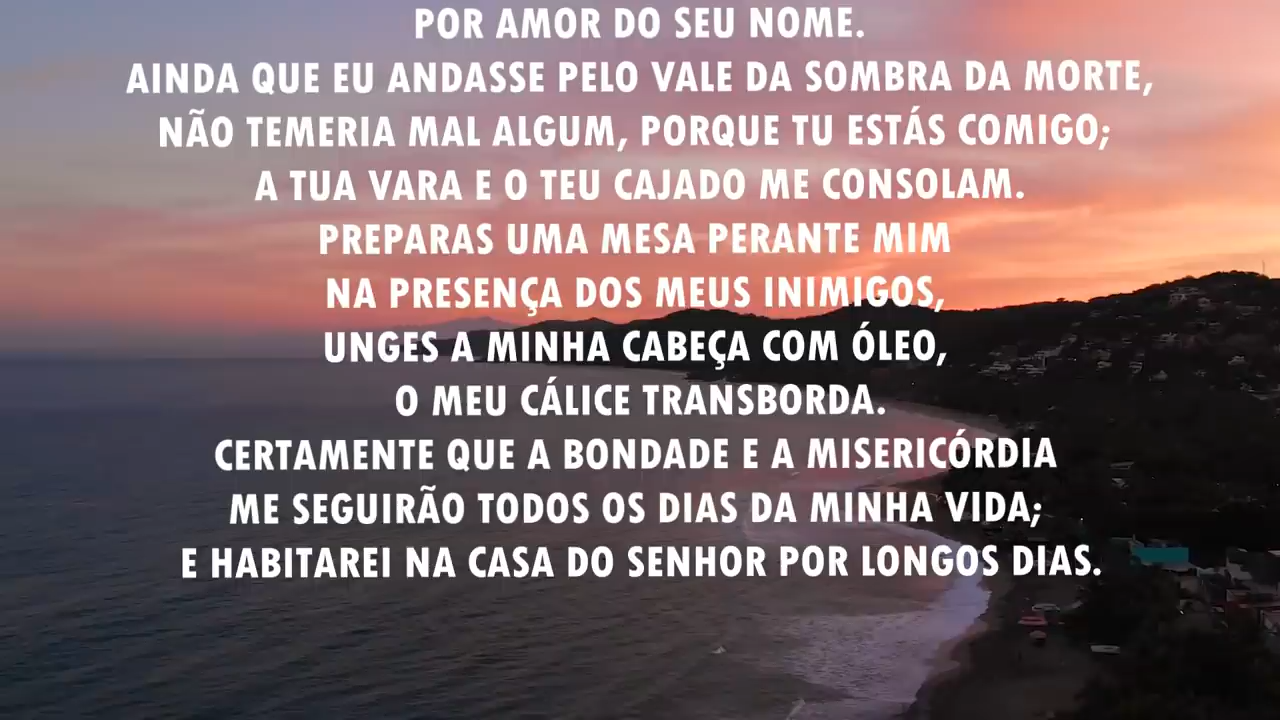 POR AMOR DO SEU NOME.
AINDA QUE EU ANDASSE PELO VALE DA SOMBRA DA MORTE,
NÃO TEMERIA MAL ALGUM, PORQUE TU ESTÁS COMIGO;
A TUA VARA E O TEU CAJADO ME CONSOLAM.
PREPARAS UMA MESA PERANTE MIM
NA PRESENÇA DOS MEUS INIMIGOS,
UNGES A MINHA CABEÇA COM ÓLEO,
O MEU CÁLICE TRANSBORDA.
CERTAMENTE QUE A BONDADE E A MISERICÓRDIA
ME SEGUIRÃO TODOS OS DIAS DA MINHA VIDA;
E HABITAREI NA CASA DO SENHOR POR LONGOS DIAS.